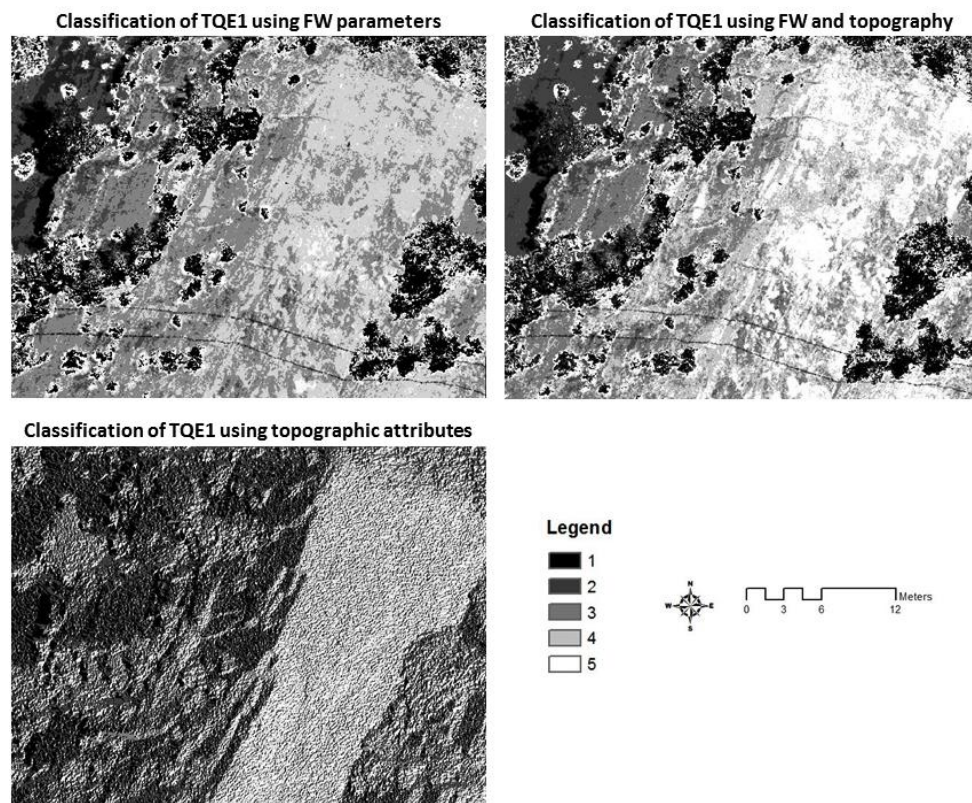 Classification of TQE1 using FW parameters
Classification of TQE1 using FW and topography
Classification of TQE1 using topographic attributes
Legend
1
2
3
4
5
N
W E
S
Meters
0 3 6 12